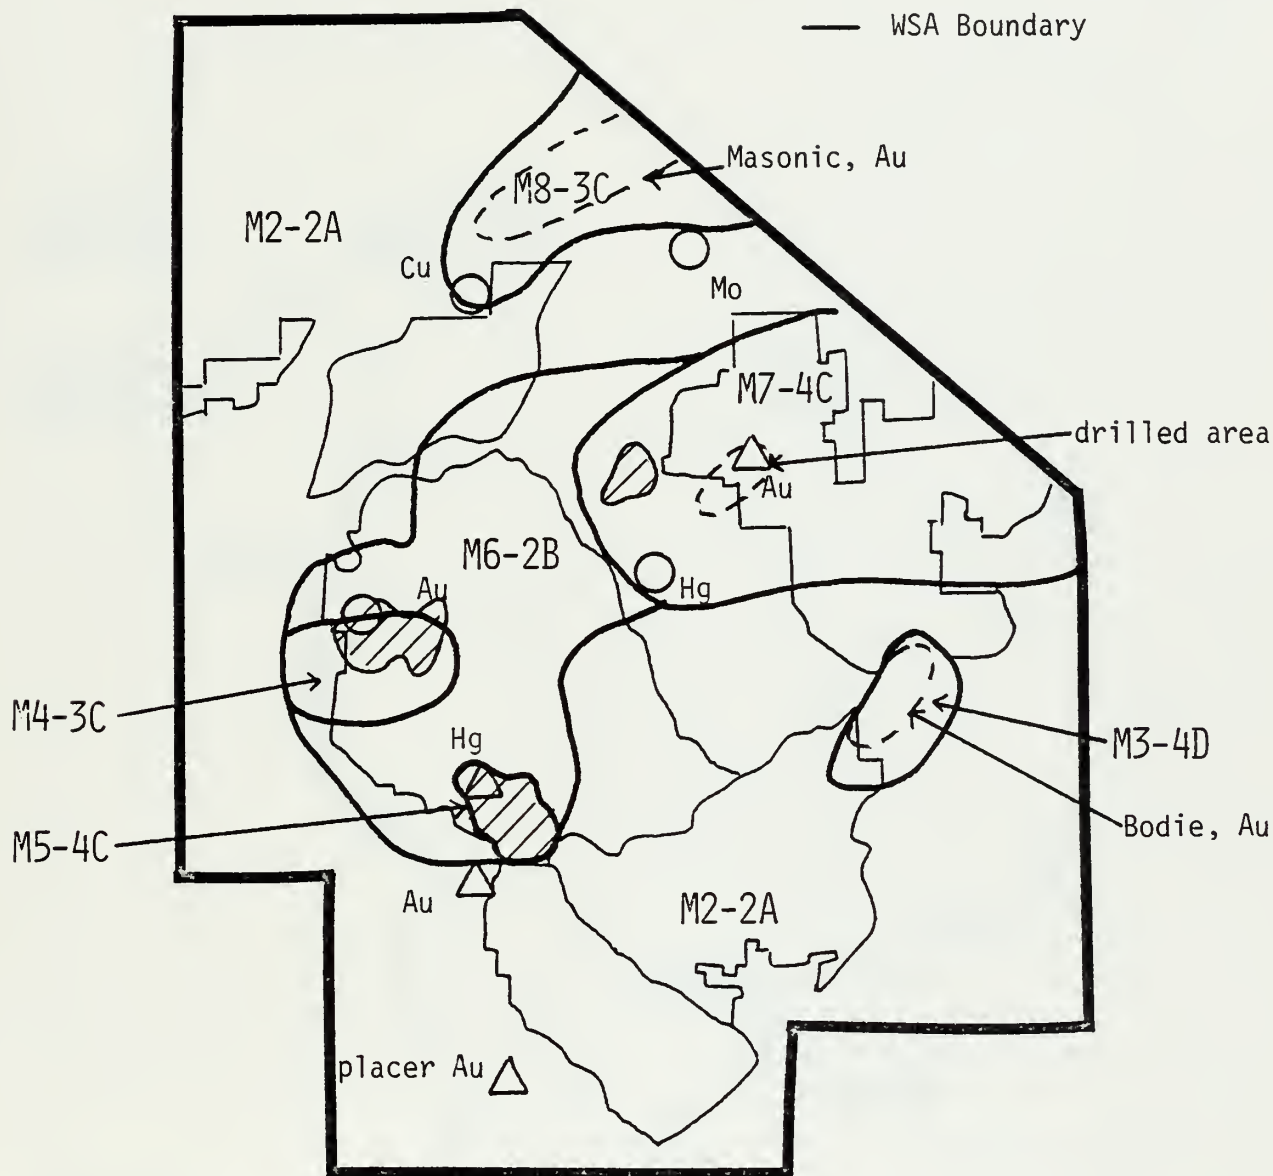 WSA Boundary
Masonic, Au
M8-3C
M2-2A
Cu
Mo
M7-4C
drilled area
Au
M6-2B
Au
Hg
M4-3C
Hg
M3-4D
M5-4C
Bodie, Au
Au
M2-2A
placer Au